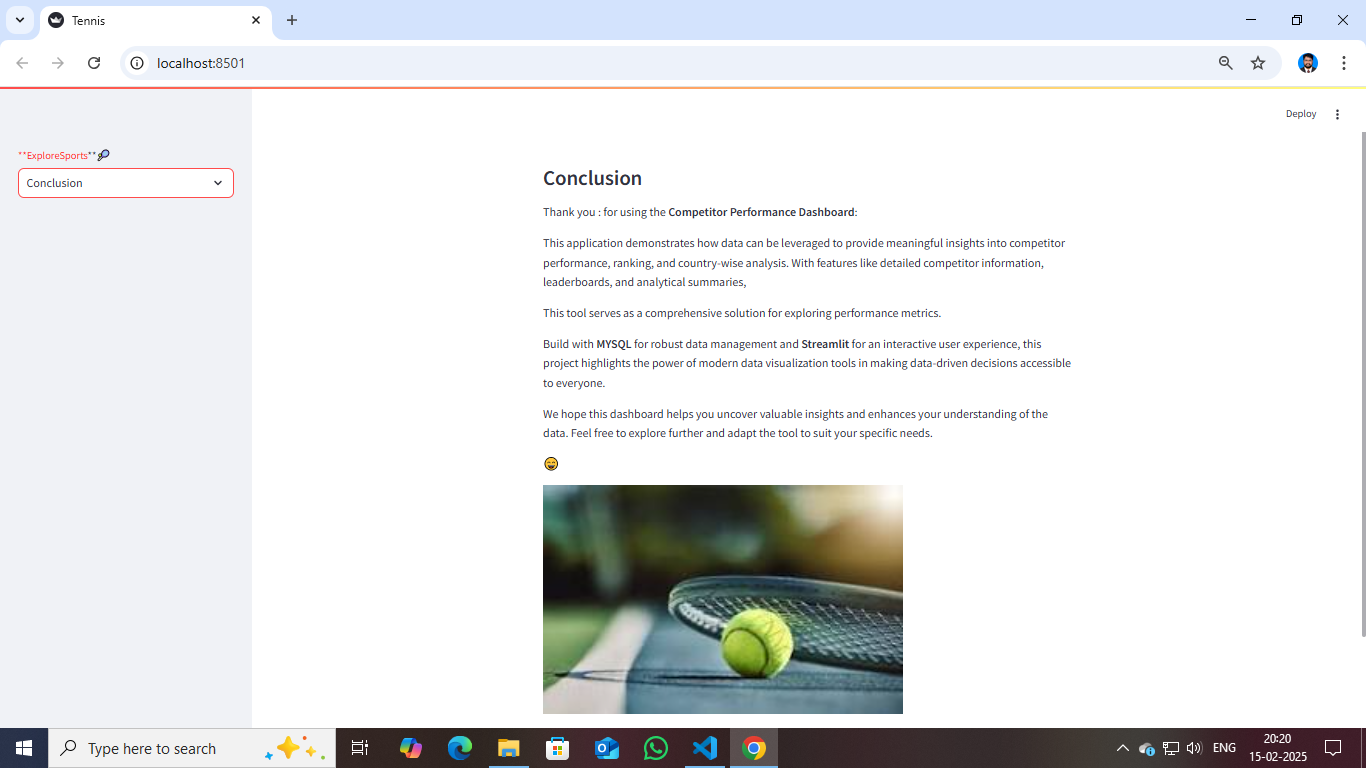 Tennis
localhost:8501
Deploy
**ExploreSports**
Conclusion
Conclusion
Thank you : for using the Competitor Performance Dashboard:
This application demonstrates how data can be leveraged to provide meaningful insights into competitor
performance, ranking, and country-wise analysis. With features like detailed competitor information,
leaderboards, and analytical summaries,
This tool serves as a comprehensive solution for exploring performance metrics.
Build with MYSQL for robust data management and Streamlit for an interactive user experience, this
project highlights the power of modern data visualization tools in making data-driven decisions accessible
to everyone.
We hope this dashboard helps you uncover valuable insights and enhances your understanding of the
data. Feel free to explore further and adapt the tool to suit your specific needs.
Type here to search
ENG
20:20
15-02-2025